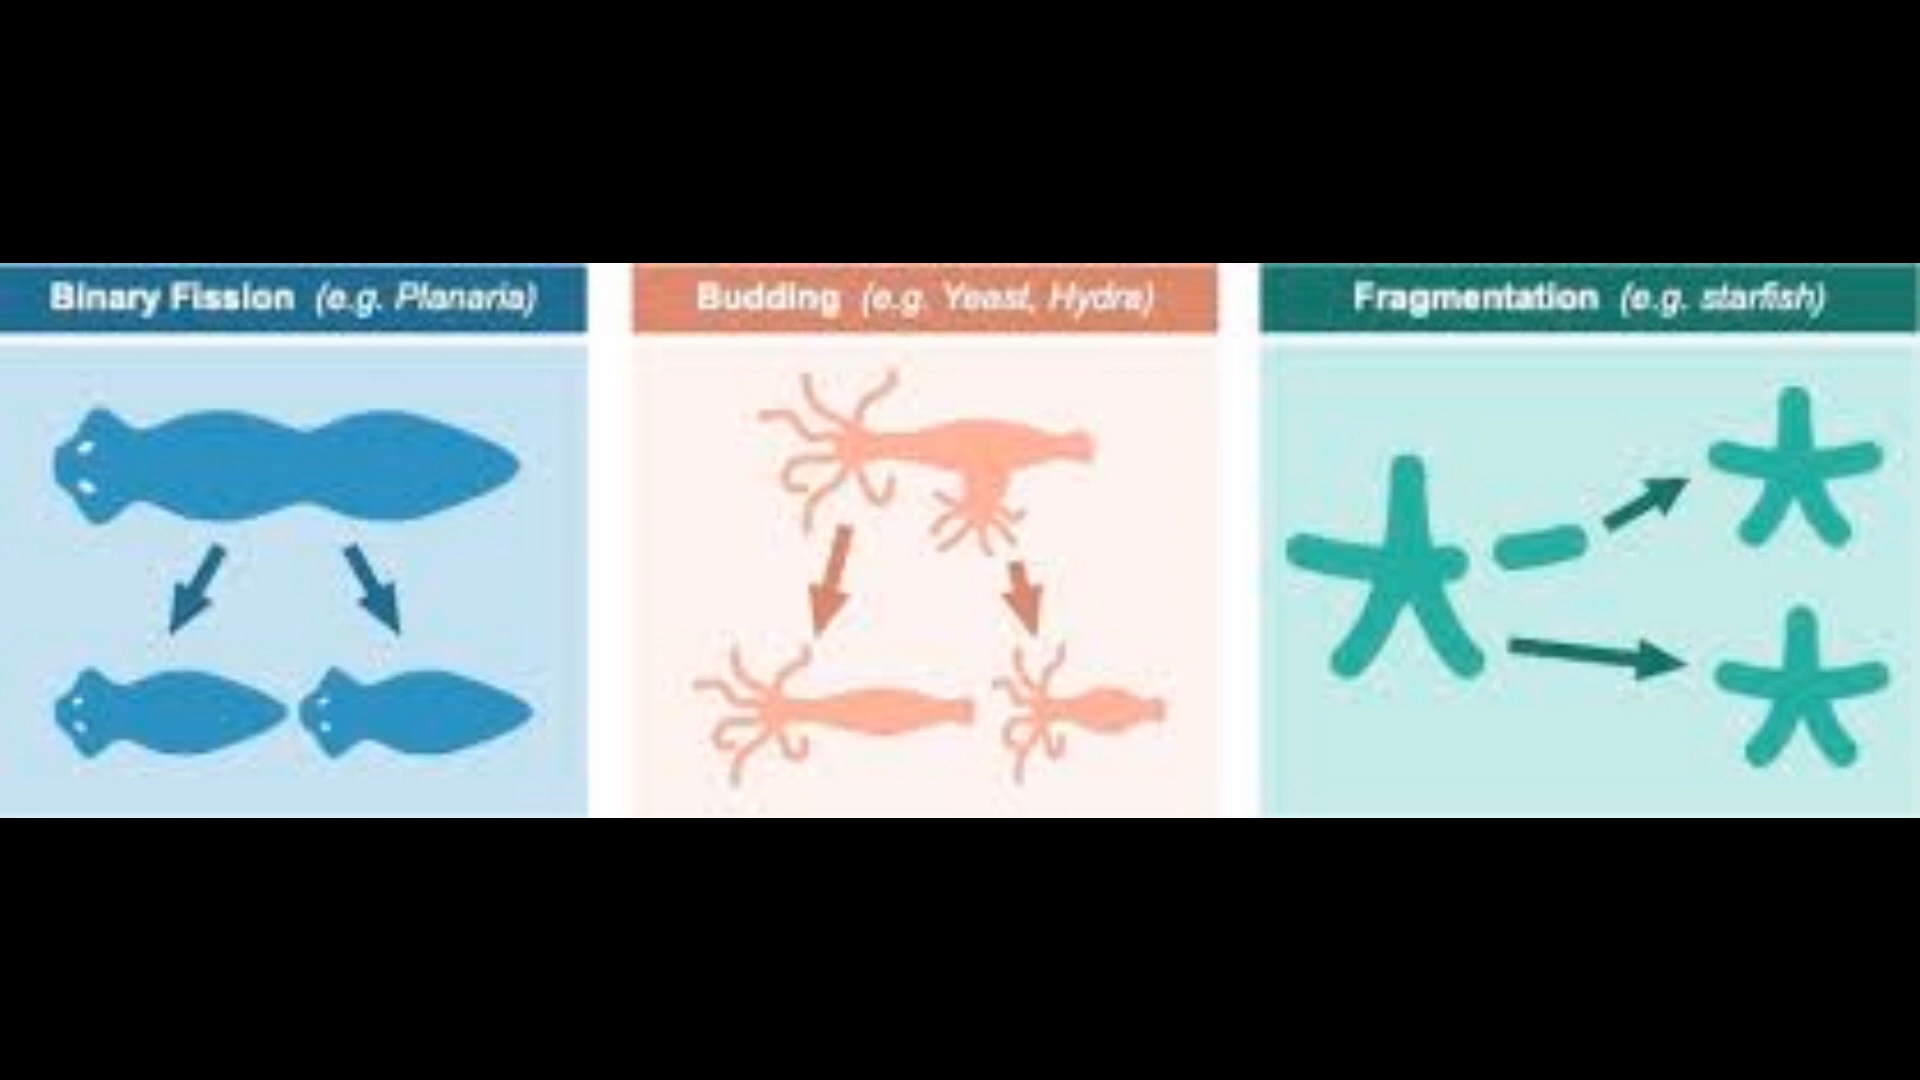 Binary Fission (e.g. Planaria)
Budding (e.g. Yeast, Hydra)
Fragmentation (e.g. starfish)